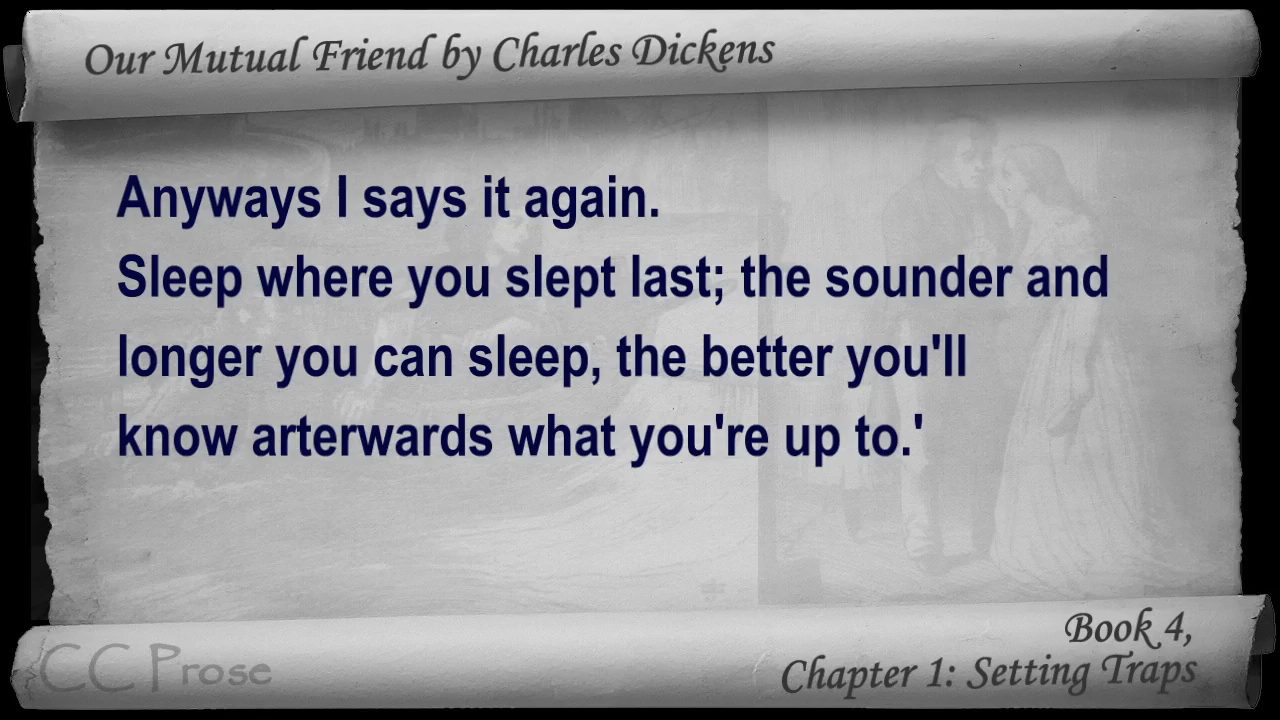 Our Mutual Friend by Charles Dickens
Anyways I says it again.
Sleep where you slept last; the sounder and
longer you can sleep, the better you'll
know arterwards what you're up to.'
Book 4,
Chapter 1: Setting Traps
CC Prose